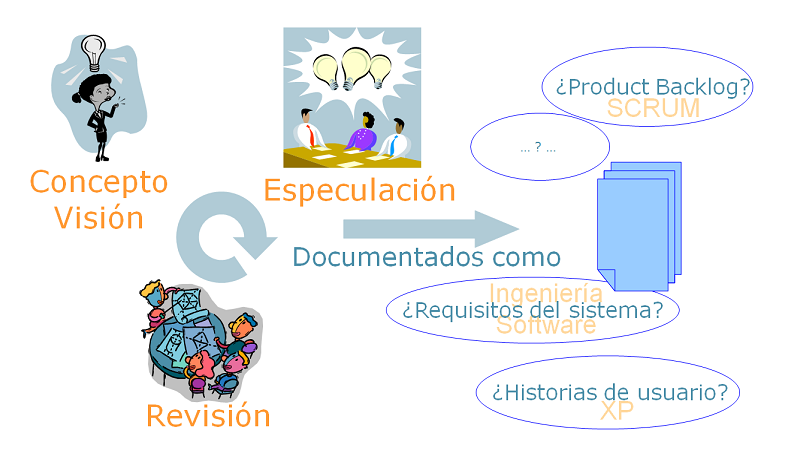 Concepto
Visión
Especulación
Revisión
Documentados como
¿Product Backlog?
SCRUM
... ? ...
Ingeniería
¿Requisitos del sistema?
Software
¿Historias de usuario?
XP